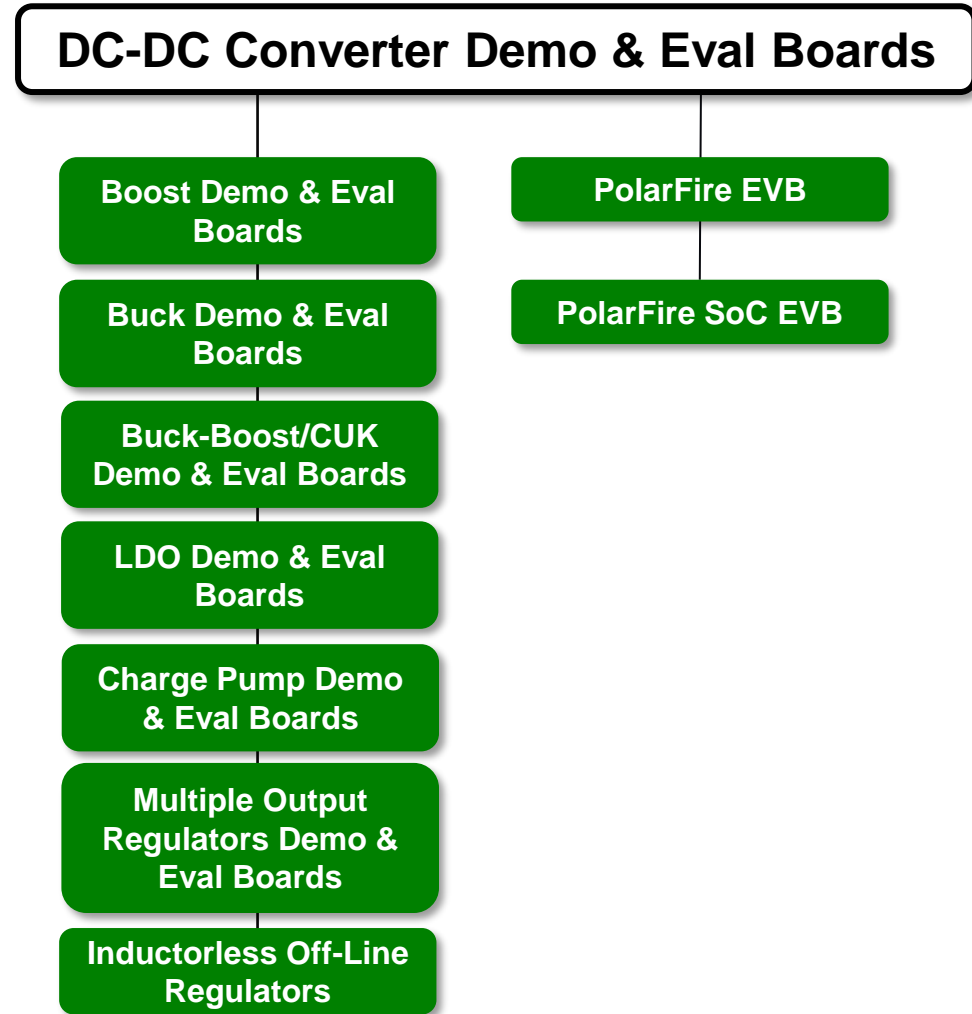 DC-DC Converter Demo & Eval Boards
Boost Demo & Eval
Boards
Buck Demo & Eval
Boards
Buck-Boost/CUK
Demo & Eval Boards
LDO Demo & Eval
Boards
Charge Pump Demo
& Eval Boards
Multiple Output
Regulators Demo &
Eval Boards
Inductorless Off-Line
Regulators
PolarFire EVB
PolarFire SoC EVB